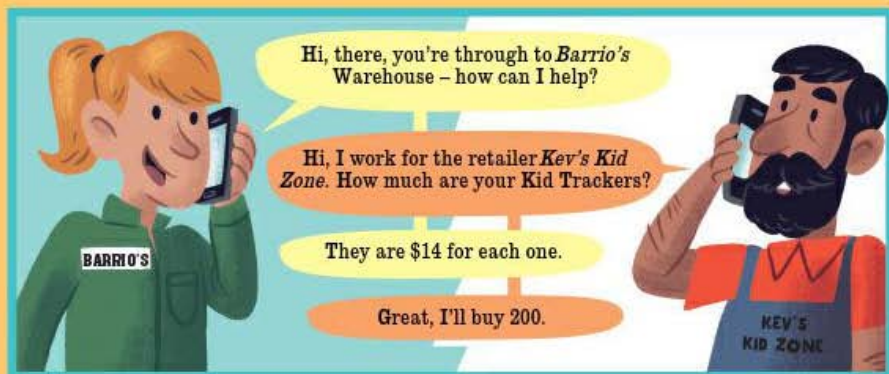 Hi, there, you're through to Barrio's
Warehouse – how can I help?
Hi, I work for the retailer Kev's Kid
Zone. How much are your Kid Trackers?
They are $14 for each one.
Great, I'll buy 200.
BARRIO'S
KEV'S
KID ZONE